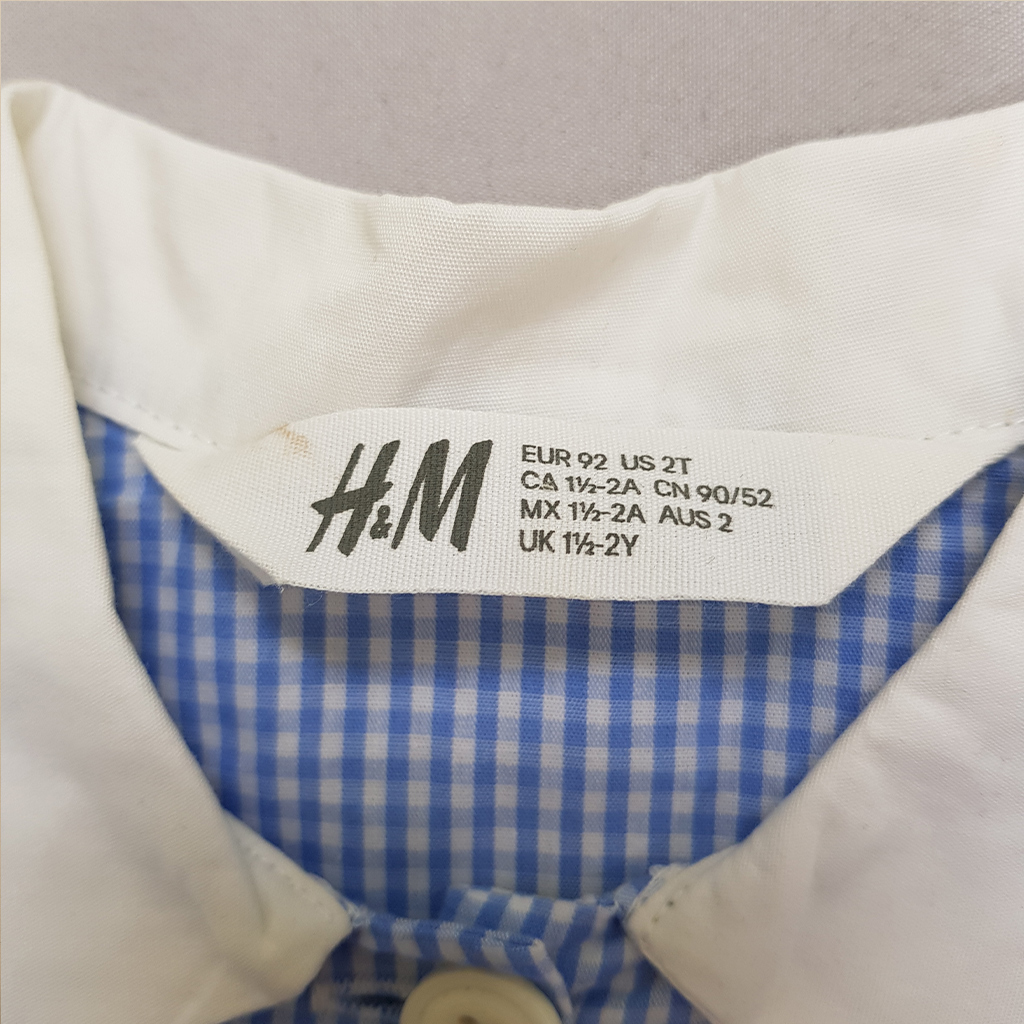 H&M
EUR 92 US 2T
CA 1½-2A CN 90/52
MX 1½-2A AUS 2
UK 1½-2Y